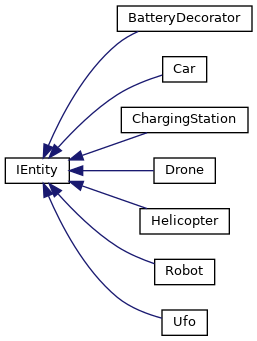 BatteryDecorator
Car
ChargingStation
IEntity
Drone
Helicopter
Robot
Ufo